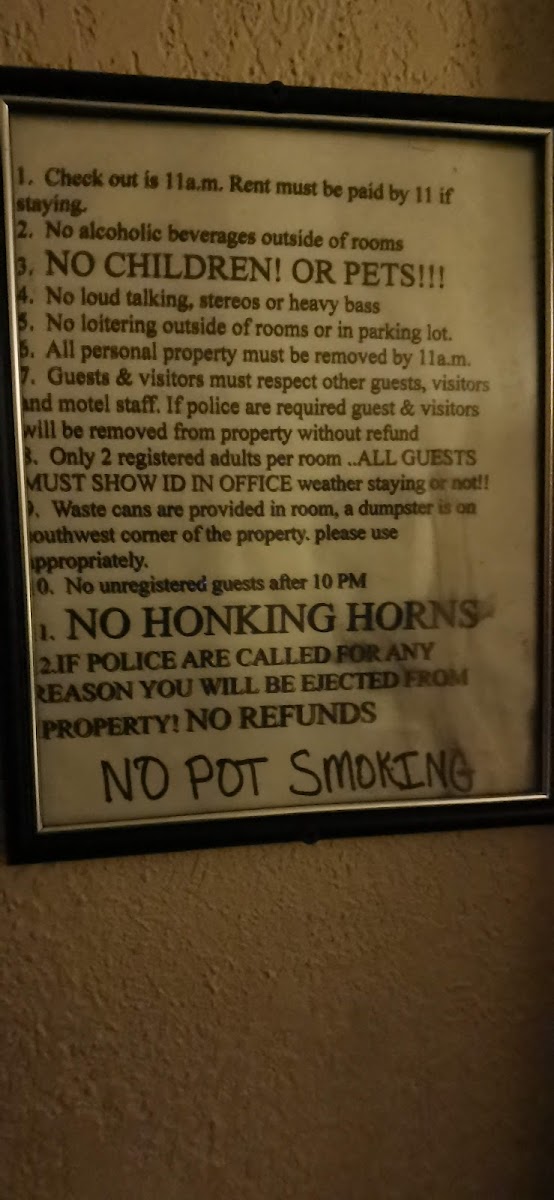 1. Check out is 11a.m. Rent must be paid by 11 if
staying.
2. No alcoholic beverages outside of rooms
3. NO CHILDREN! OR PETS!!!
4. No loud talking, stereos or heavy bass
5. No loitering outside of rooms or in parking lot.
6. All personal property must be removed by 11a.m.
7. Guests & visitors must respect other guests, visitors
and motel staff. If police are required guest & visitors
will be removed from property without refund
8. Only 2 registered adults per room ..ALL GUESTS
MUST SHOW ID IN OFFICE weather staying or not!!
9. Waste cans are provided in room, a dumpster is on
southwest corner of the property. please use
appropriately.
0. No unregistered guests after 10 PM
1. NO HONKING HORNS
2.IF POLICE ARE CALLED FOR ANY
REASON YOU WILL BE EJECTED FROM
PROPERTY! NO REFUNDS
NO POT SMOKING